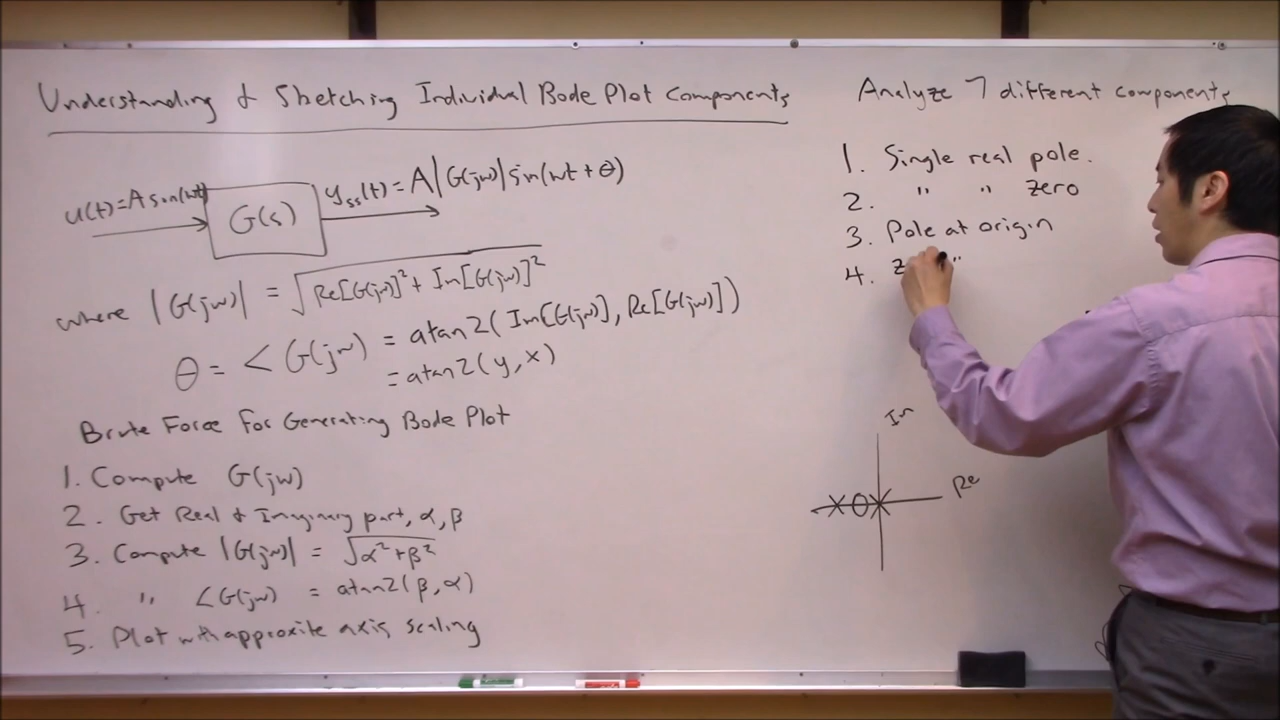 Understanding & Sketching Individual Bode Plot Components
u(t)=A sin(wt)
G(s)
y_ss(t) = A|G(jw)|sin(wt + θ)
where |G(jw)| = √(Re[G(jw)]² + Im[G(jw)]²)
θ = ∠ G(jw) = atan2(Im[G(jw)], Re[G(jw)])
= atan2(y, x)
Brute Force for Generating Bode Plot
1. Compute G(jw)
2. Get Real & Imaginary part, α, β
3. Compute |G(jw)| = √(α²+β²)
4. " ∠G(jw) = atan2(β, α)
5. Plot with approxite axis scaling
Analyze 7 different components
1. Single real pole.
2. " " zero
3. Pole at origin
4. "
Im
Re